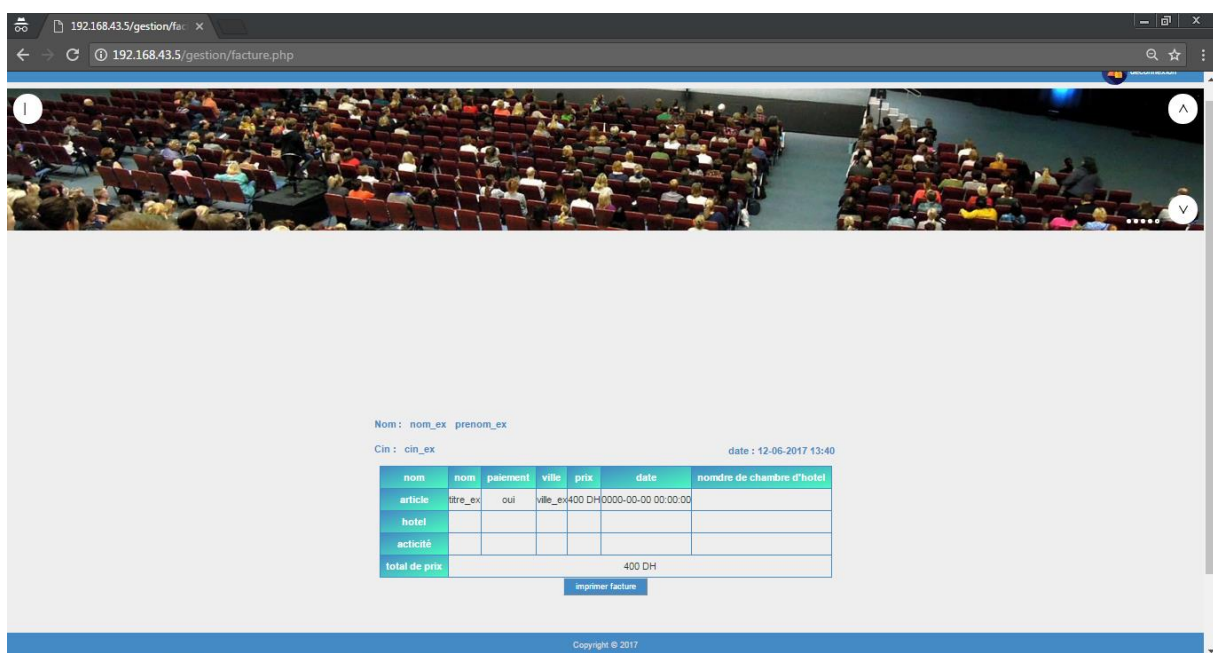 192.168.43.5/gestion/fac
192.168.43.5/gestion/facture.php
deconnexion
Nom : nom_ex prenom_ex
Cin : cin_ex
date : 12-06-2017 13:40
nom nom paiement ville prix date nomdre de chambre d'hotel
article titre_ex oui ville_ex 400 DH 0000-00-00 00:00:00
hotel
acticité
total de prix 400 DH
imprimer facture
Copyright © 2017